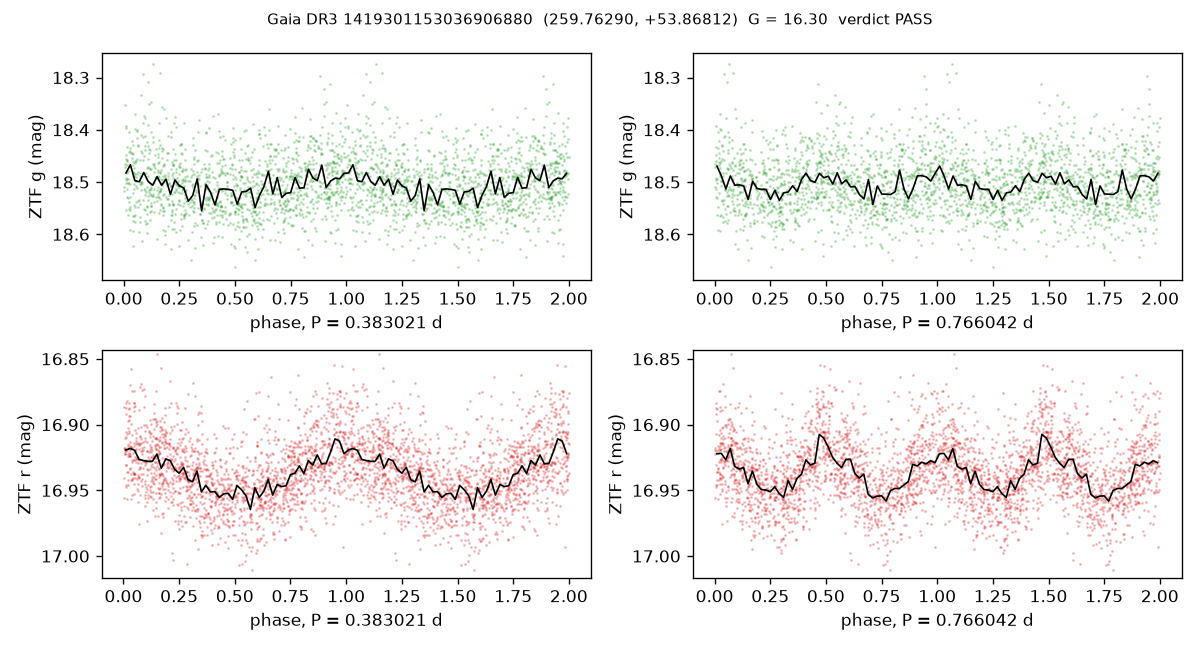 Gaia DR3 1419301153036906880  (259.76290, +53.86812)  G = 16.30  verdict PASS
ZTF g (mag)
18.3
18.4
18.5
18.6
0.00 0.25 0.50 0.75 1.00 1.25 1.50 1.75 2.00
phase, P = 0.383021 d
ZTF g (mag)
18.3
18.4
18.5
18.6
0.00 0.25 0.50 0.75 1.00 1.25 1.50 1.75 2.00
phase, P = 0.766042 d
ZTF r (mag)
16.85
16.90
16.95
17.00
0.00 0.25 0.50 0.75 1.00 1.25 1.50 1.75 2.00
phase, P = 0.383021 d
ZTF r (mag)
16.85
16.90
16.95
17.00
0.00 0.25 0.50 0.75 1.00 1.25 1.50 1.75 2.00
phase, P = 0.766042 d